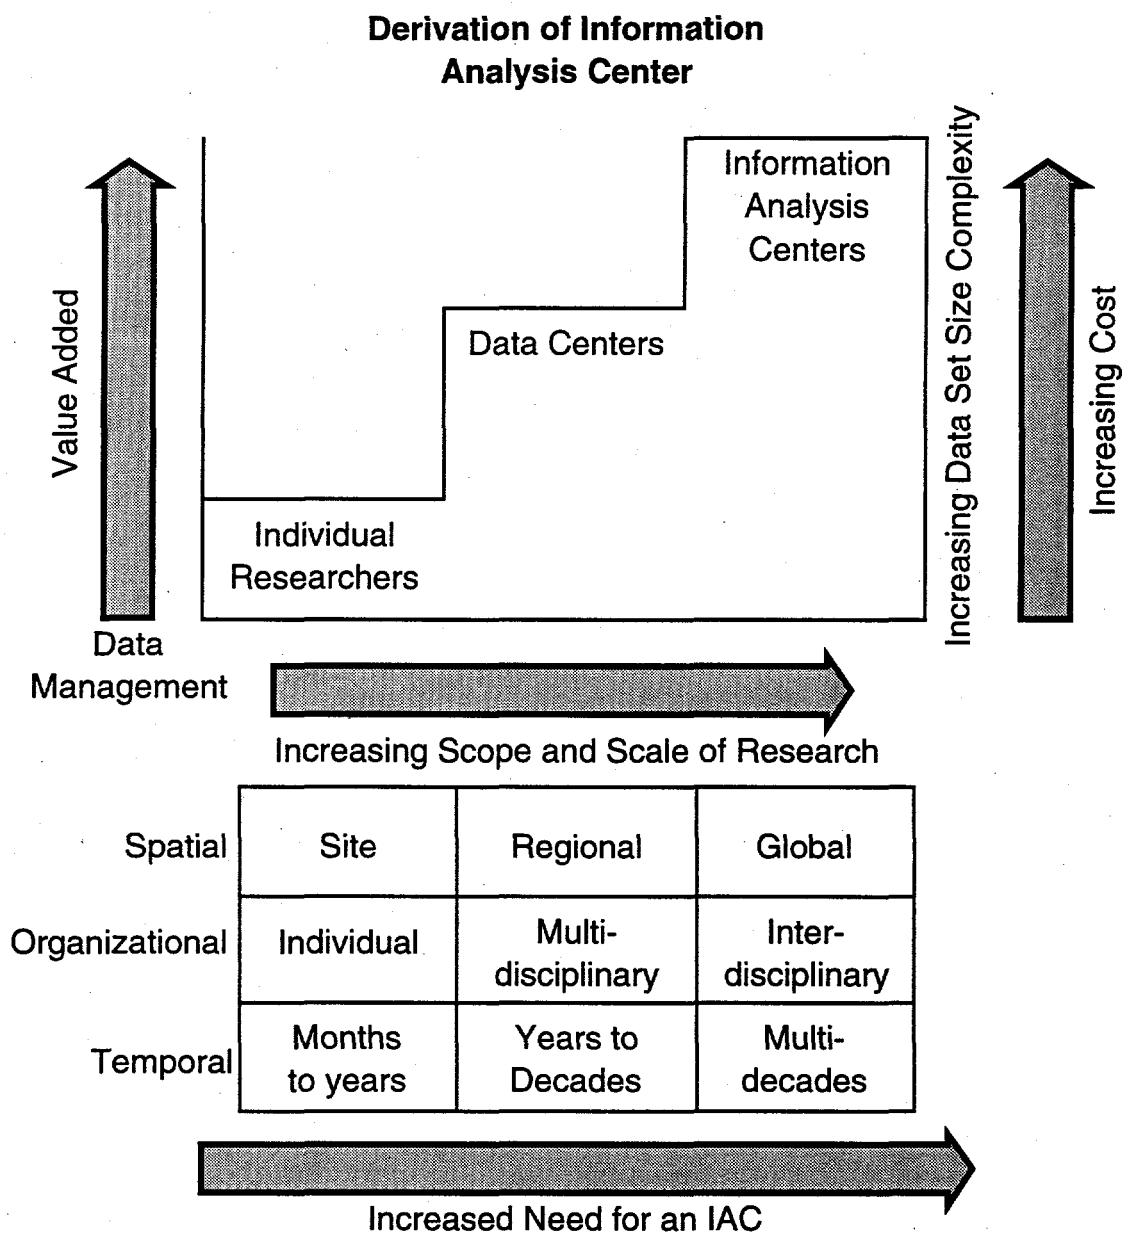 Derivation of Information
Analysis Center
Information
Analysis
Centers
Data Centers
Individual
Researchers
Value Added
Increasing Data Set Size Complexity
Increasing Cost
Data
Management
Increasing Scope and Scale of Research
Spatial
Site
Regional
Global
Organizational
Individual
Multi-
disciplinary
Inter-
disciplinary
Temporal
Months
to years
Years to
Decades
Multi-
decades
Increased Need for an IAC